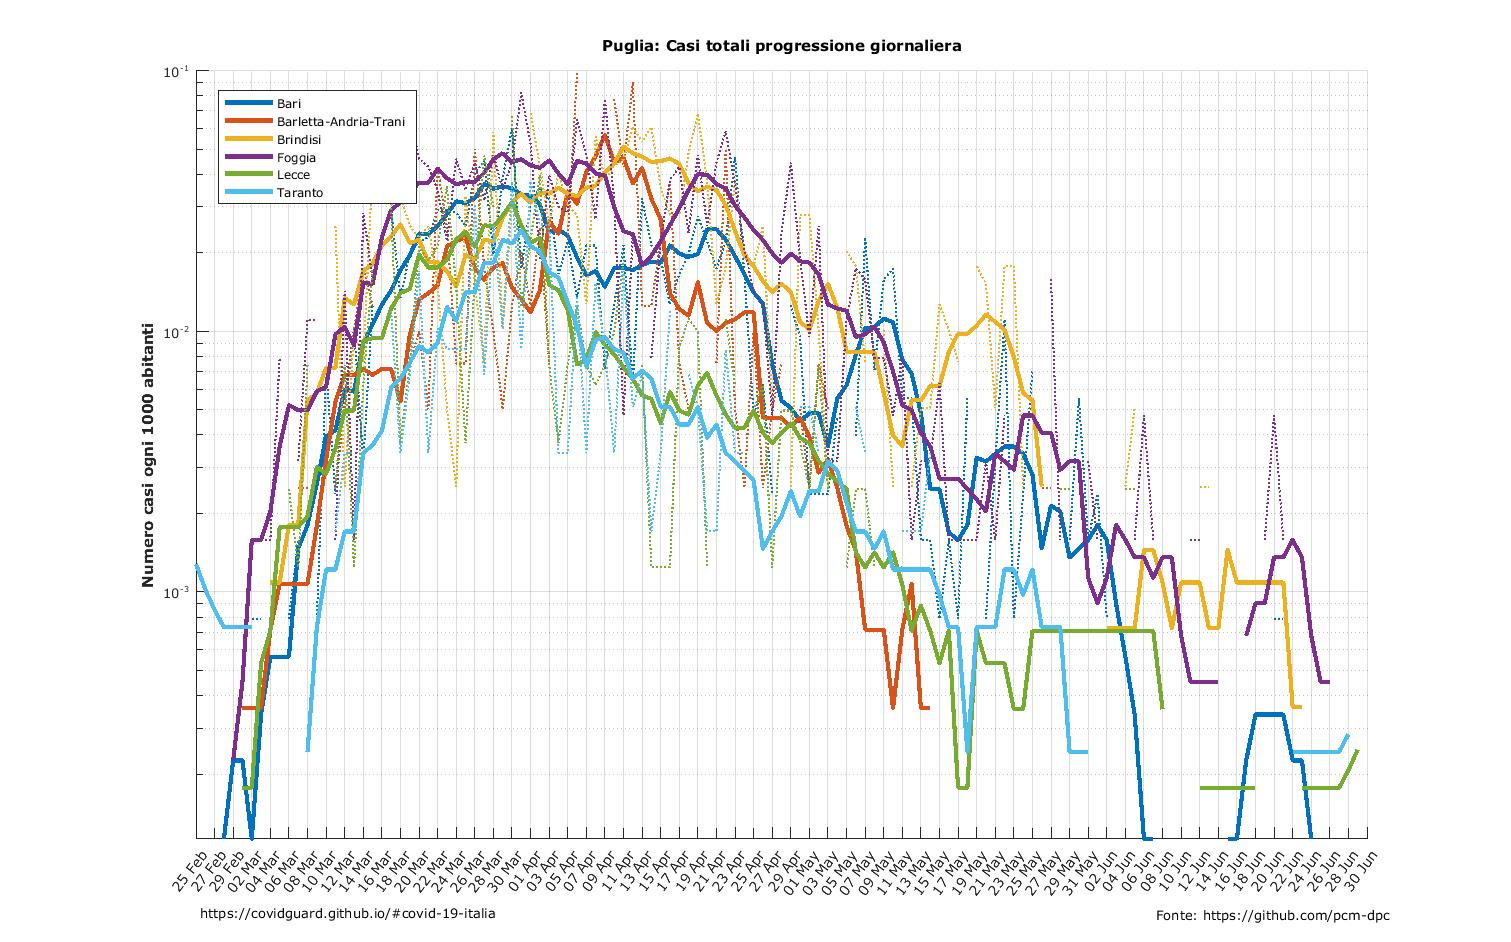 Puglia: Casi totali progressione giornaliera
10-1
10-2
10-3
Numero casi ogni 1000 abitanti
Bari
Barletta-Andria-Trani
Brindisi
Foggia
Lecce
Taranto
25 Feb
27 Feb
29 Feb
02 Mar
04 Mar
06 Mar
08 Mar
10 Mar
12 Mar
14 Mar
16 Mar
18 Mar
20 Mar
22 Mar
24 Mar
26 Mar
28 Mar
30 Mar
01 Apr
03 Apr
05 Apr
07 Apr
09 Apr
11 Apr
13 Apr
15 Apr
17 Apr
19 Apr
21 Apr
23 Apr
25 Apr
27 Apr
29 Apr
01 May
03 May
05 May
07 May
09 May
11 May
13 May
15 May
17 May
19 May
21 May
23 May
25 May
27 May
29 May
31 May
02 Jun
04 Jun
06 Jun
08 Jun
10 Jun
12 Jun
14 Jun
16 Jun
18 Jun
20 Jun
22 Jun
24 Jun
26 Jun
28 Jun
30 Jun
https://covidguard.github.io/#covid-19-italia
Fonte: https://github.com/pcm-dpc